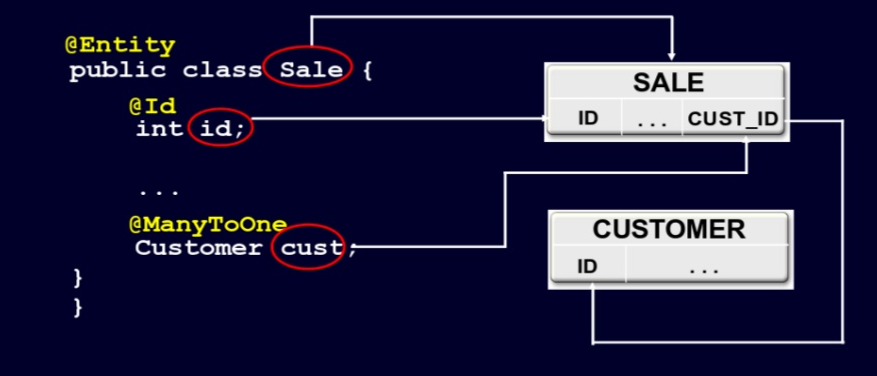 @Entity
public class Sale {
@Id
int id;
...
@ManyToOne
Customer cust;
}
}
SALE
ID ... CUST_ID
CUSTOMER
ID ...